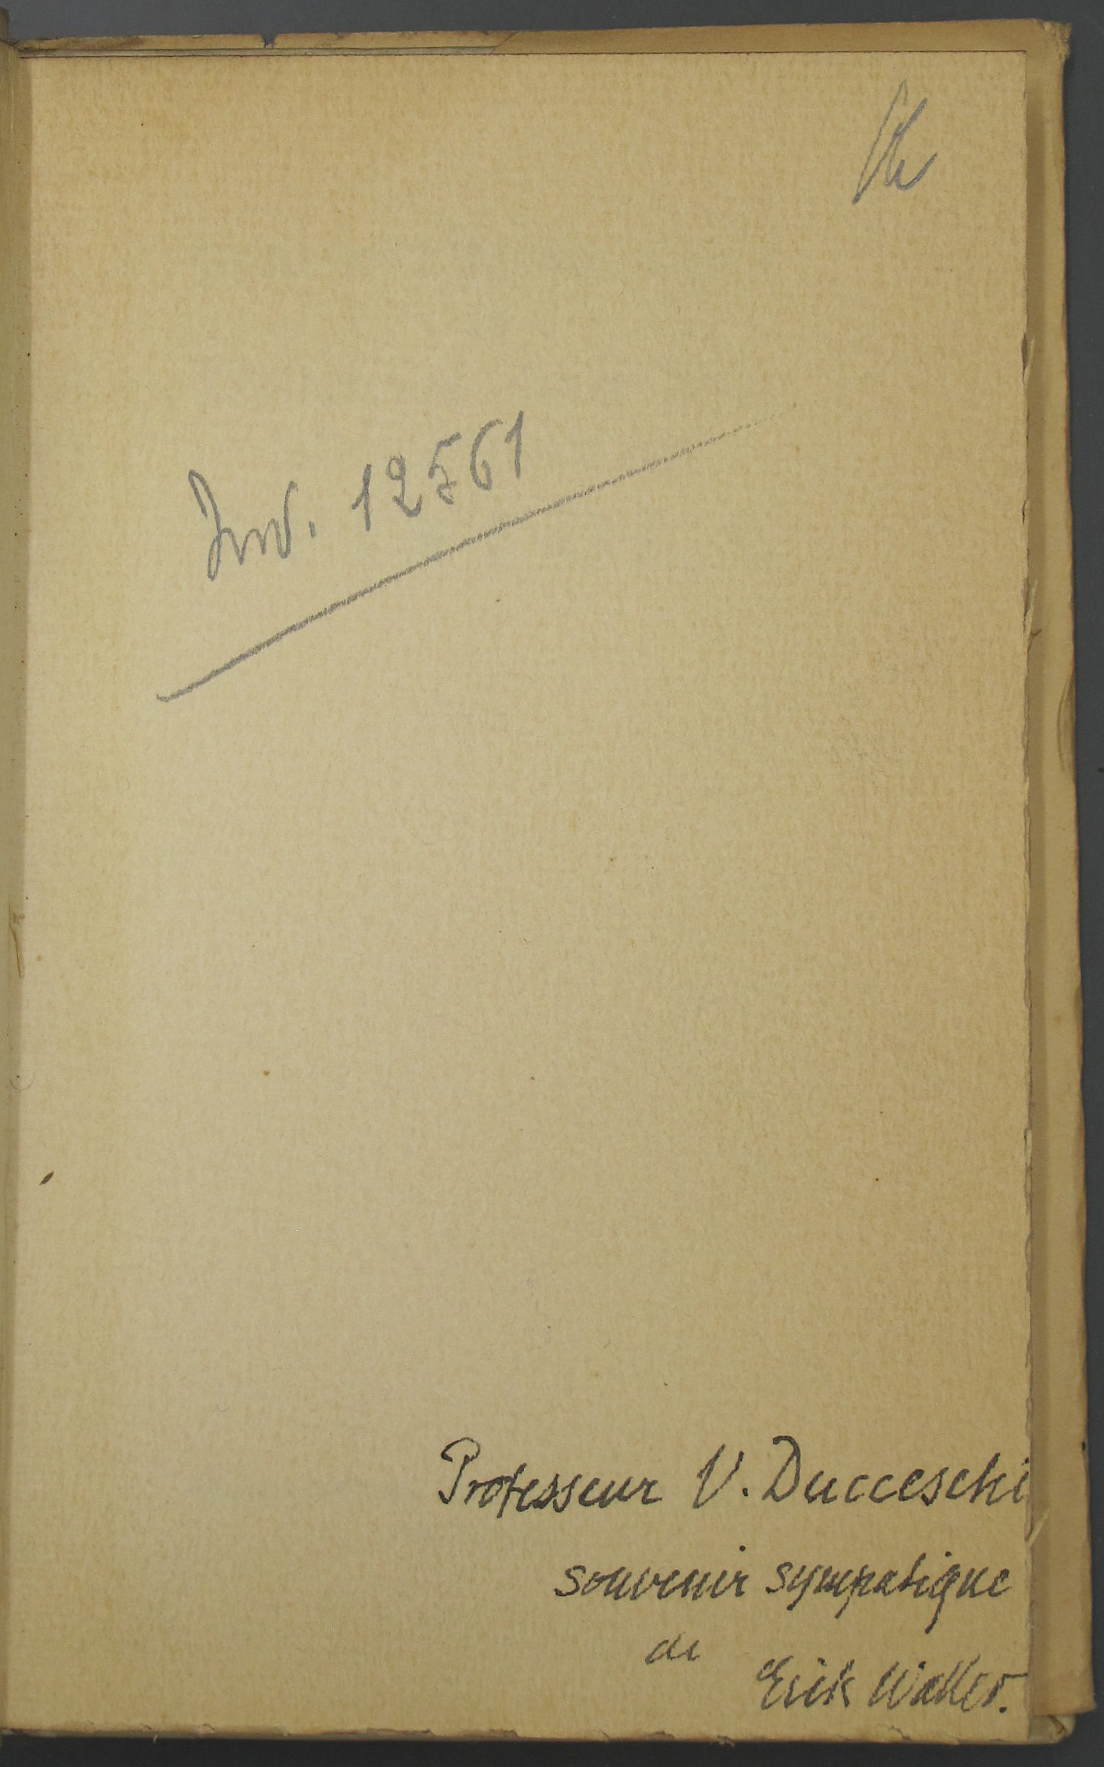 Inv. 12561
Professeur V. Ducceschi
souvenir sympatique
de
Erik Waller.